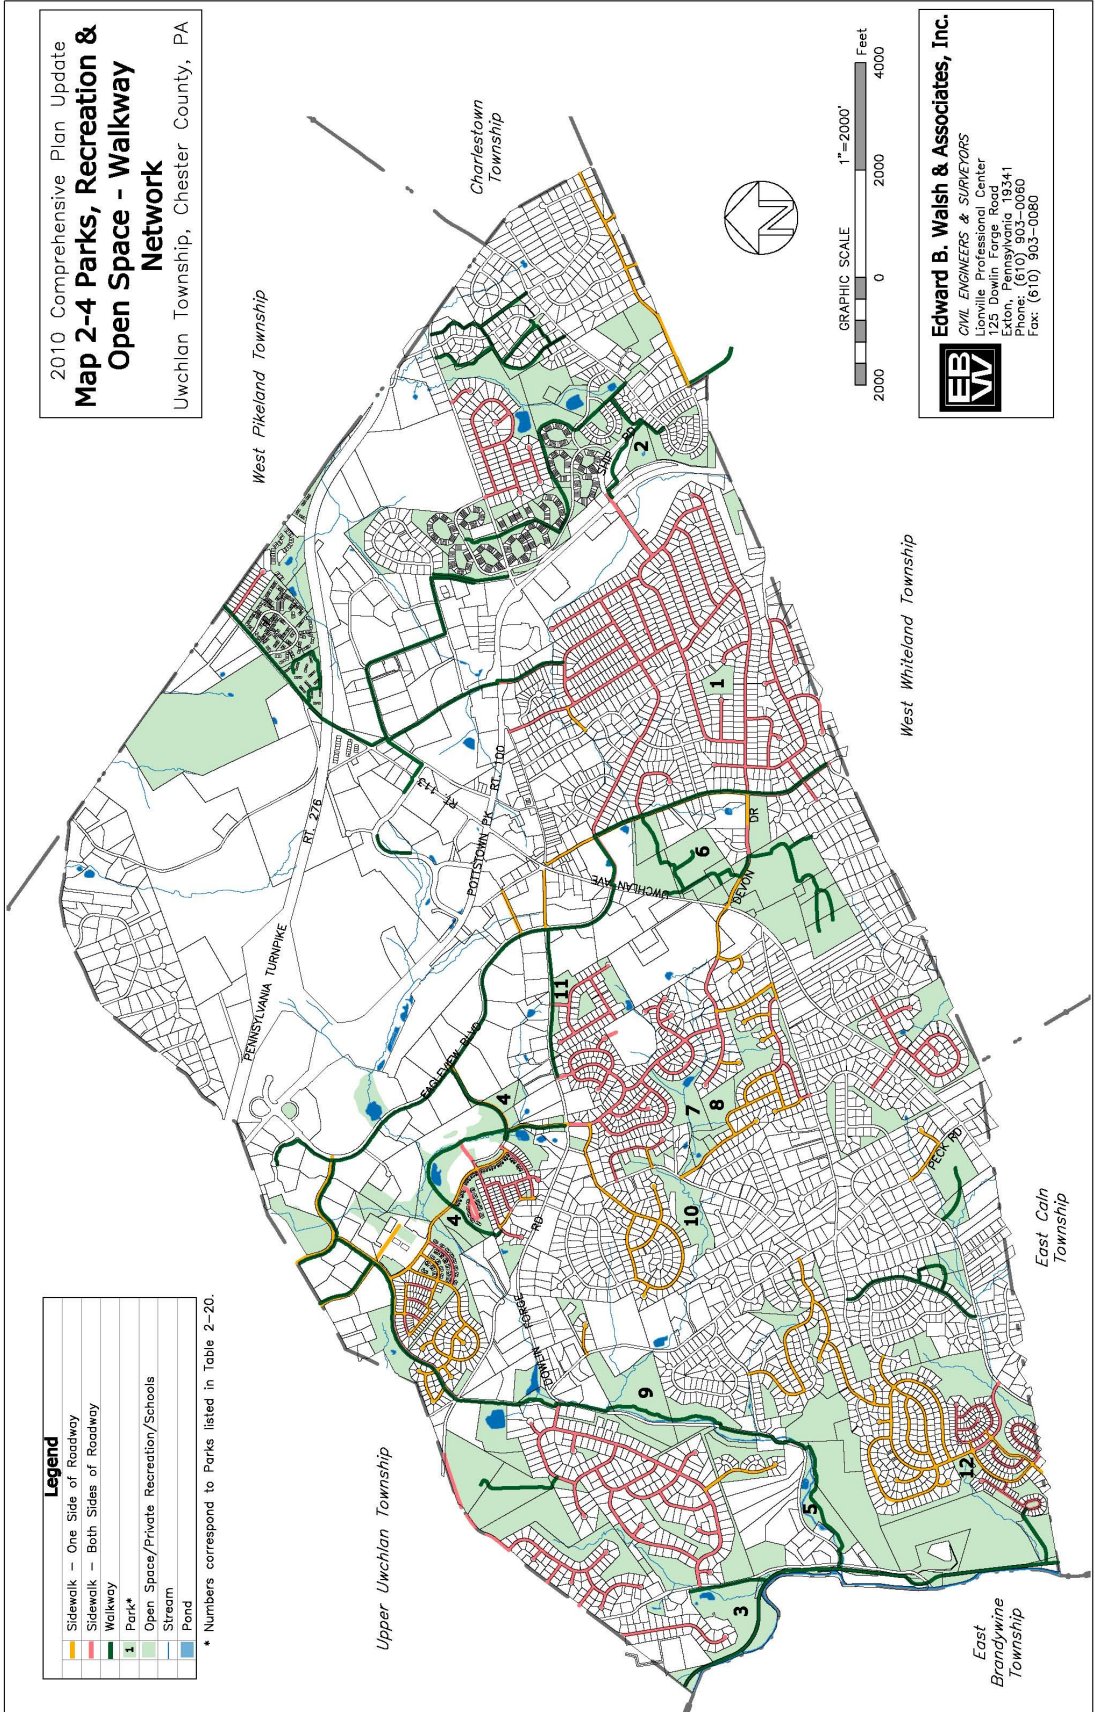 2010 Comprehensive Plan Update
Map 2-4 Parks, Recreation &
Open Space - Walkway
Network
Uwchlan Township, Chester County, PA
Legend
Sidewalk - One Side of Roadway
Sidewalk - Both Sides of Roadway
Walkway
1 Park*
Open Space/Private Recreation/Schools
Stream
Pond
* Numbers correspond to Parks listed in Table 2-20.
Upper Uwchlan Township
West Pikeland Township
Charlestown
Township
West Whiteland Township
East Caln
Township
East
Brandywine
Township
PENNSYLVANIA TURNPIKE
RT. 276
RT. 113
POTTSTOWN PK RT. 100
EAGLEVIEW BLVD
UWCHLAN AVE
DEVON DR
SHIP RD
DOWLIN FORGE RD
PECK RD
1
2
3
4
4
5
6
7
8
9
10
11
12
GRAPHIC SCALE 1"=2000'
2000 0 2000 4000 Feet
N
EB
W
Edward B. Walsh & Associates, Inc.
CIVIL ENGINEERS & SURVEYORS
Lionville Professional Center
125 Dowlin Forge Road
Exton, Pennsylvania 19341
Phone: (610) 903-0060
Fax: (610) 903-0080